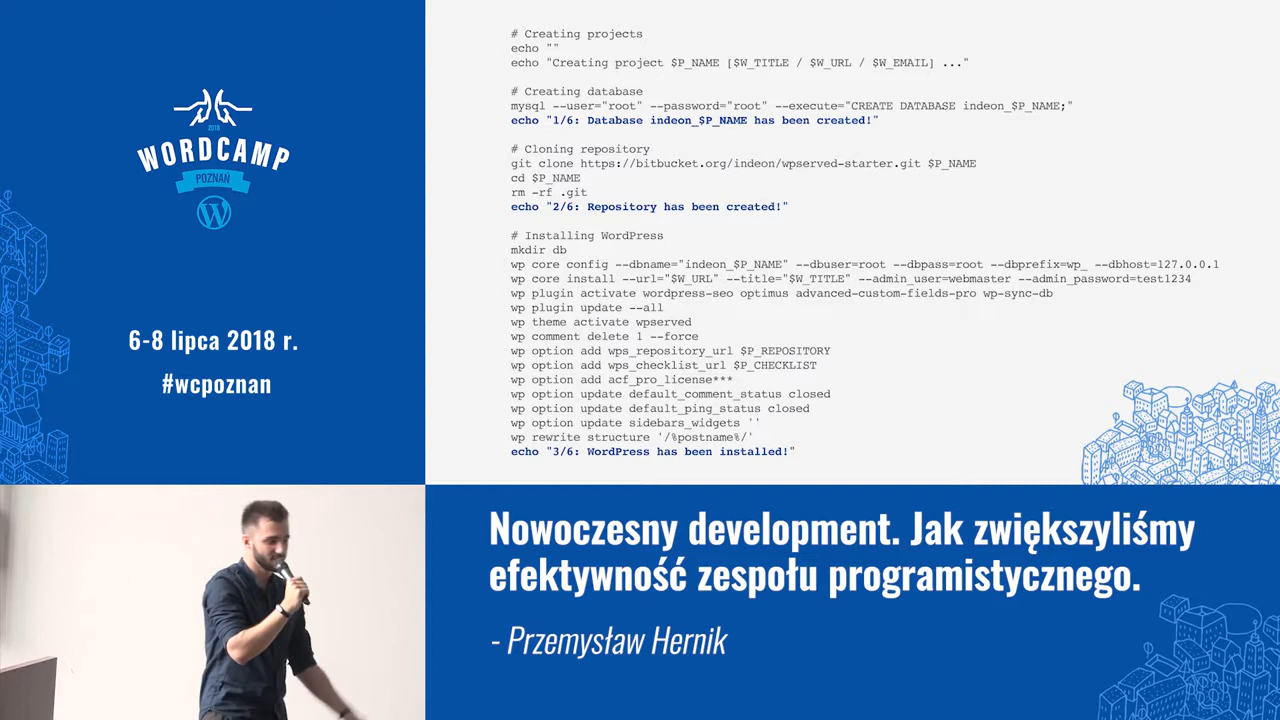 2018
WORDCAMP
POZNAŃ
6-8 lipca 2018 r.
#wcpoznan
# Creating projects
echo ""
echo "Creating project $P_NAME [$W_TITLE / $W_URL / $W_EMAIL] ..."
# Creating database
mysql --user="root" --password="root" --execute="CREATE DATABASE indeon_$P_NAME;"
echo "1/6: Database indeon_$P_NAME has been created!"
# Cloning repository
git clone https://bitbucket.org/indeon/wpserved-starter.git $P_NAME
cd $P_NAME
rm -rf .git
echo "2/6: Repository has been created!"
# Installing WordPress
mkdir db
wp core config --dbname="indeon_$P_NAME" --dbuser=root --dbpass=root --dbprefix=wp_ --dbhost=127.0.0.1
wp core install --url="$W_URL" --title="$W_TITLE" --admin_user=webmaster --admin_password=test1234
wp plugin activate wordpress-seo optimus advanced-custom-fields-pro wp-sync-db
wp plugin update --all
wp theme activate wpserved
wp comment delete 1 --force
wp option add wps_repository_url $P_REPOSITORY
wp option add wps_checklist_url $P_CHECKLIST
wp option add acf_pro_license***
wp option update default_comment_status closed
wp option update default_ping_status closed
wp option update sidebars_widgets ''
wp rewrite structure '/%postname%/'
echo "3/6: WordPress has been installed!"
Nowoczesny development. Jak zwiększyliśmy
efektywność zespołu programistycznego.
- Przemysław Hernik